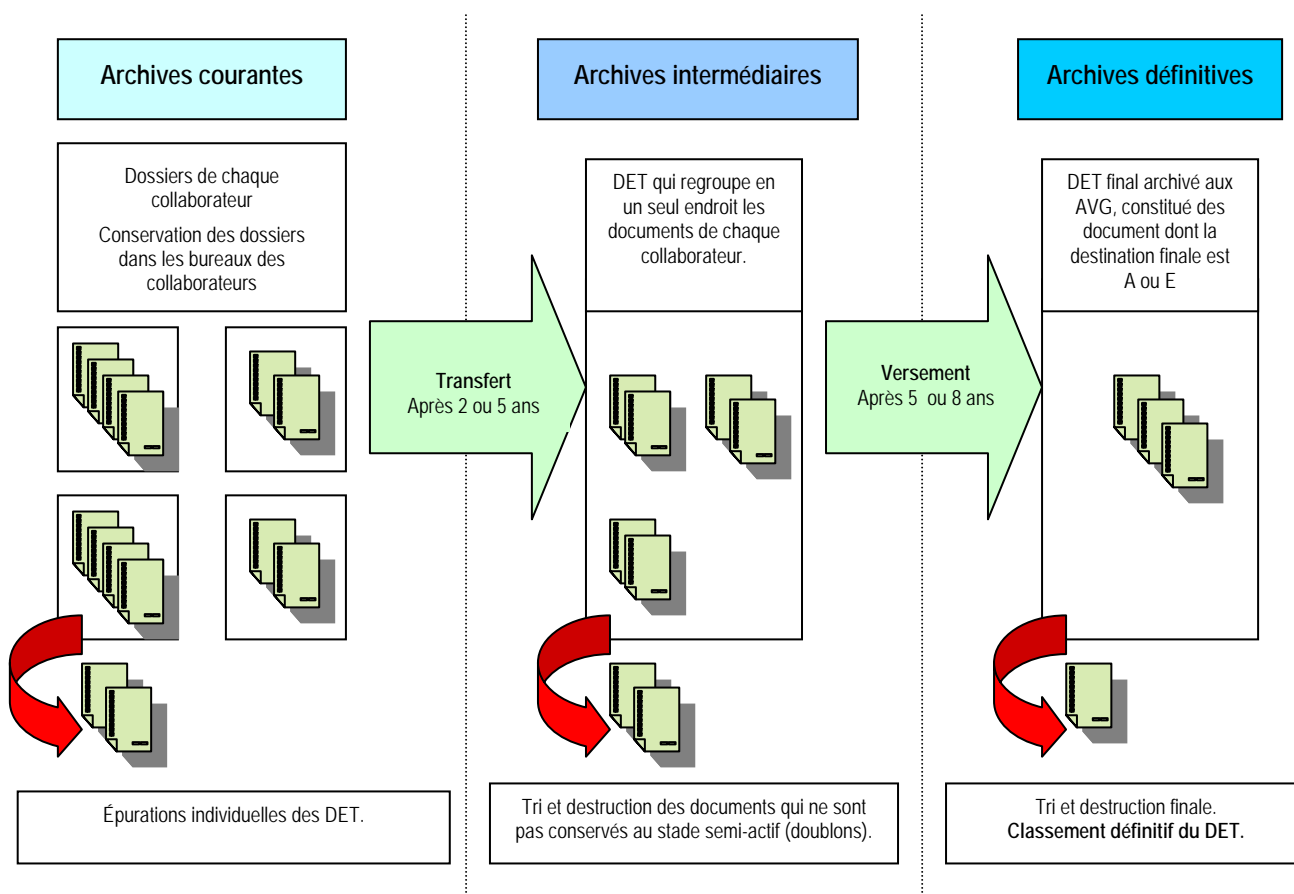 Archives courantes
Archives intermédiaires
Archives définitives
Dossiers de chaque
collaborateur
Conservation des dossiers
dans les bureaux des
collaborateurs
DET qui regroupe en
un seul endroit les
documents de chaque
collaborateur.
DET final archivé aux
AVG, constitué des
document dont la
destination finale est
A ou E
Transfert
Après 2 ou 5 ans
Versement
Après 5 ou 8 ans
Épurations individuelles des DET.
Tri et destruction des documents qui ne sont
pas conservés au stade semi-actif (doublons).
Tri et destruction finale.
Classement définitif du DET.